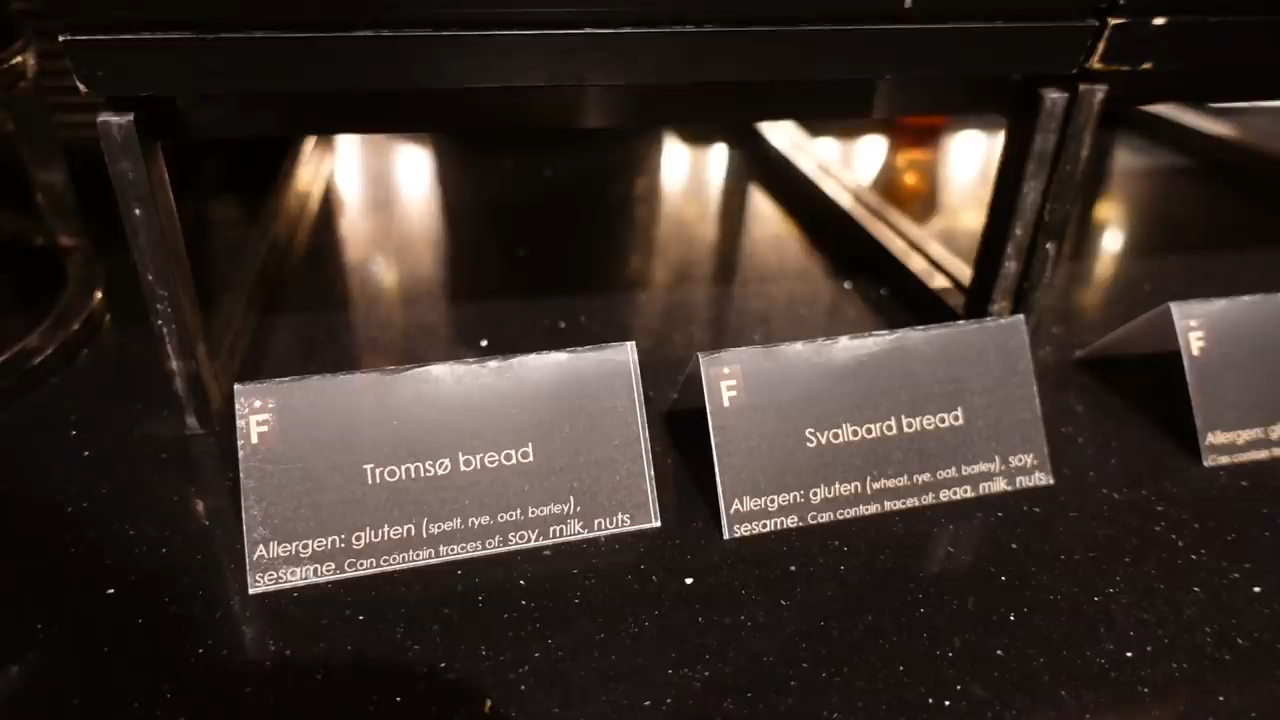 F
Tromsø bread
Allergen: gluten (spelt, rye, oat, barley),
sesame. Can contain traces of: soy, milk, nuts
F
Svalbard bread
Allergen: gluten (wheat, rye, oat, barley), soy,
sesame. Can contain traces of: egg, milk, nuts.
F
Allergen: